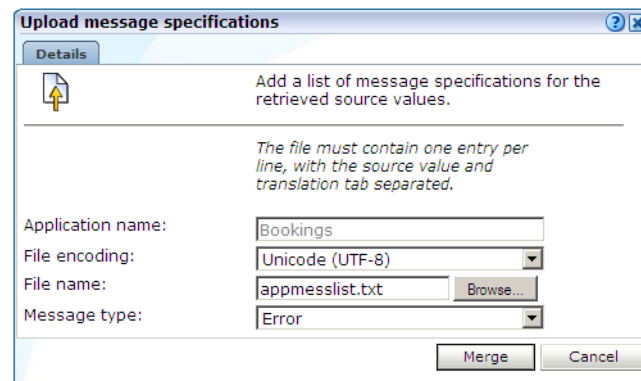 Upload message specifications
Details
Add a list of message specifications for the
retrieved source values.
The file must contain one entry per
line, with the source value and
translation tab separated.
Application name: Bookings
File encoding: Unicode (UTF-8)
File name: appmesslist.txt Browse...
Message type: Error
Merge Cancel